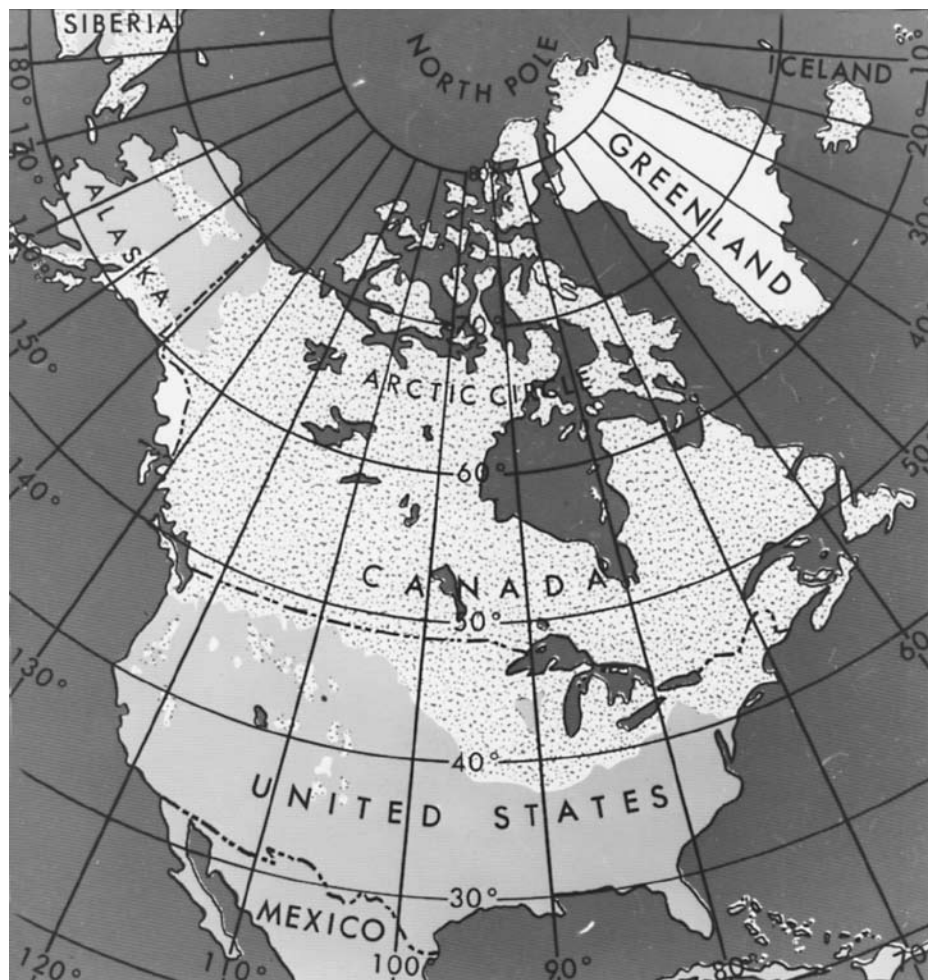 SIBERIA
NORTH POLE
ICELAND
10°
180°
20°
170°
GREENLAND
80°
30°
ALASKA
160°
70°
40°
150°
ARCTIC CIRCLE
50°
60°
140°
CANADA
50°
60°
130°
40°
UNITED STATES
30°
MEXICO
120°
110°
100°
90°
80°
70°